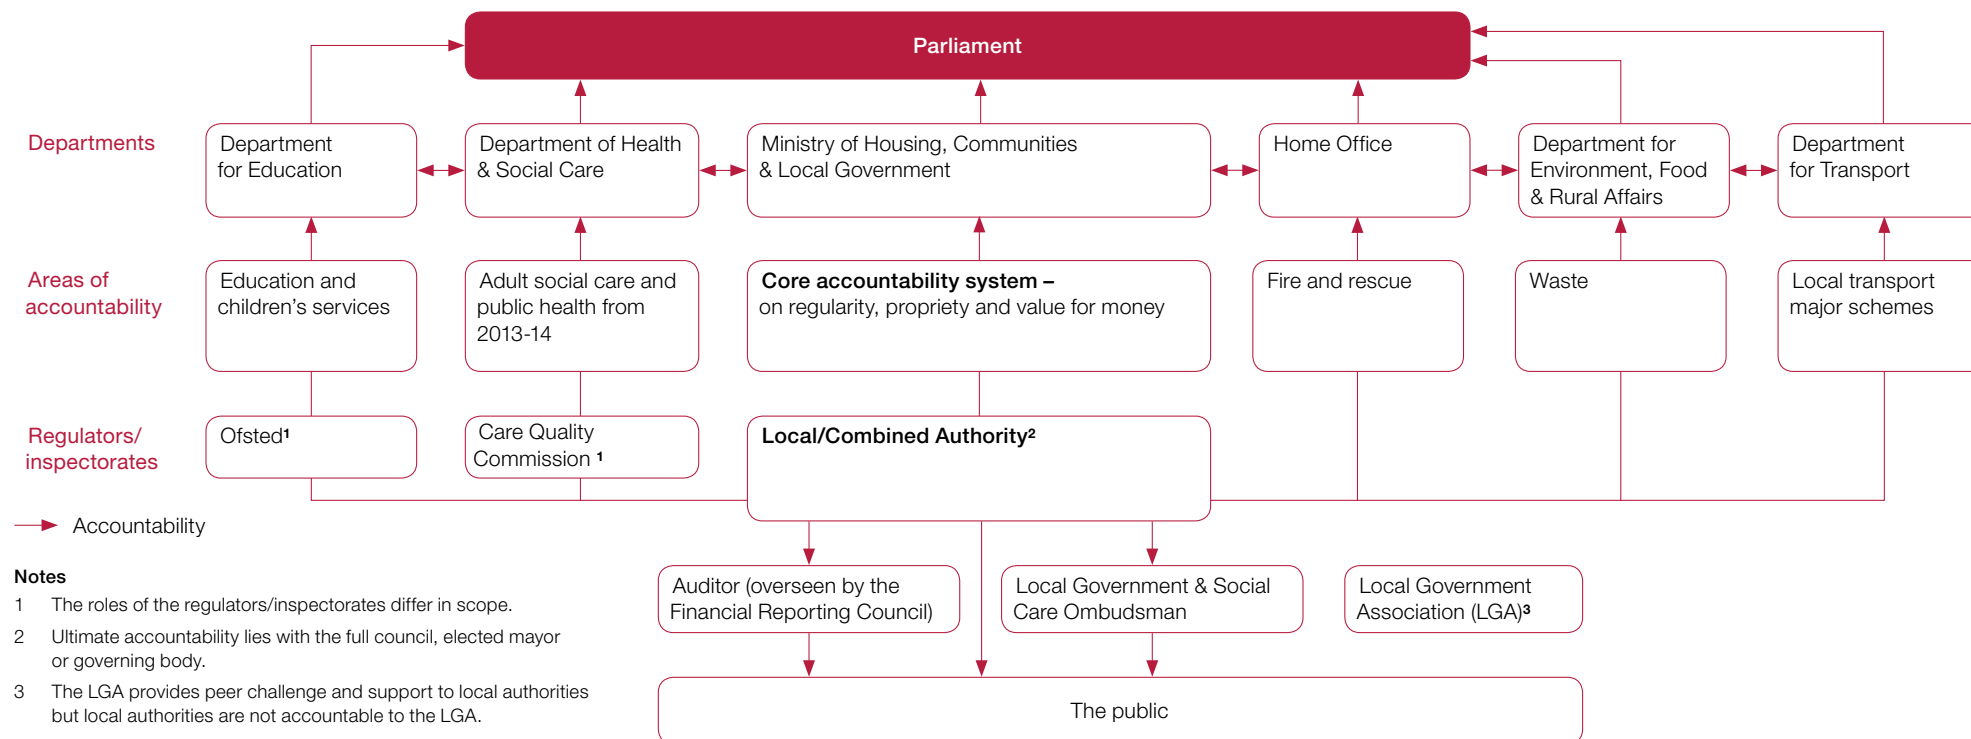 Parliament
Departments
Department
for Education
Department of Health
& Social Care
Ministry of Housing, Communities
& Local Government
Home Office
Department for
Environment, Food
& Rural Affairs
Department
for Transport
Areas of
accountability
Education and
children’s services
Adult social care and
public health from
2013-14
Core accountability system –
on regularity, propriety and value for money
Fire and rescue
Waste
Local transport
major schemes
Regulators/
inspectorates
Ofsted¹
Care Quality
Commission ¹
Local/Combined Authority²
Accountability
Auditor (overseen by the
Financial Reporting Council)
Local Government & Social
Care Ombudsman
Local Government
Association (LGA)³
The public
Notes
1 The roles of the regulators/inspectorates differ in scope.
2 Ultimate accountability lies with the full council, elected mayor
or governing body.
3 The LGA provides peer challenge and support to local authorities
but local authorities are not accountable to the LGA.